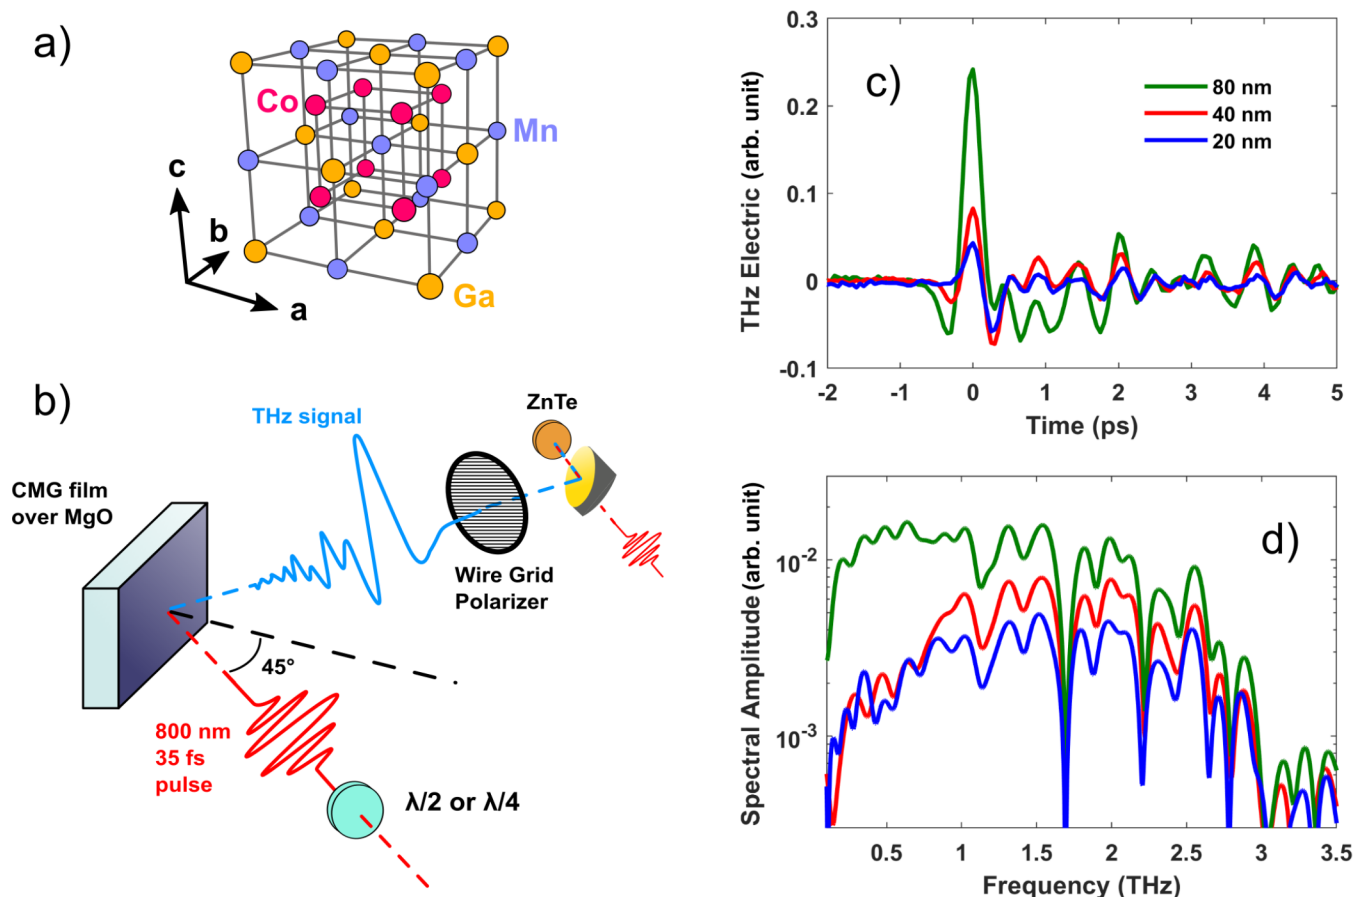 a)
Co
Mn
Ga
c
b
a
b)
THz signal
ZnTe
CMG film
over MgO
Wire Grid
Polarizer
45°
800 nm
35 fs
pulse
λ/2 or λ/4
c)
80 nm
40 nm
20 nm
THz Electric (arb. unit)
0.3
0.2
0.1
0
-0.1
-2
-1
0
1
2
3
4
5
Time (ps)
d)
Spectral Amplitude (arb. unit)
10-2
10-3
0.5
1
1.5
2
2.5
3
3.5
Frequency (THz)